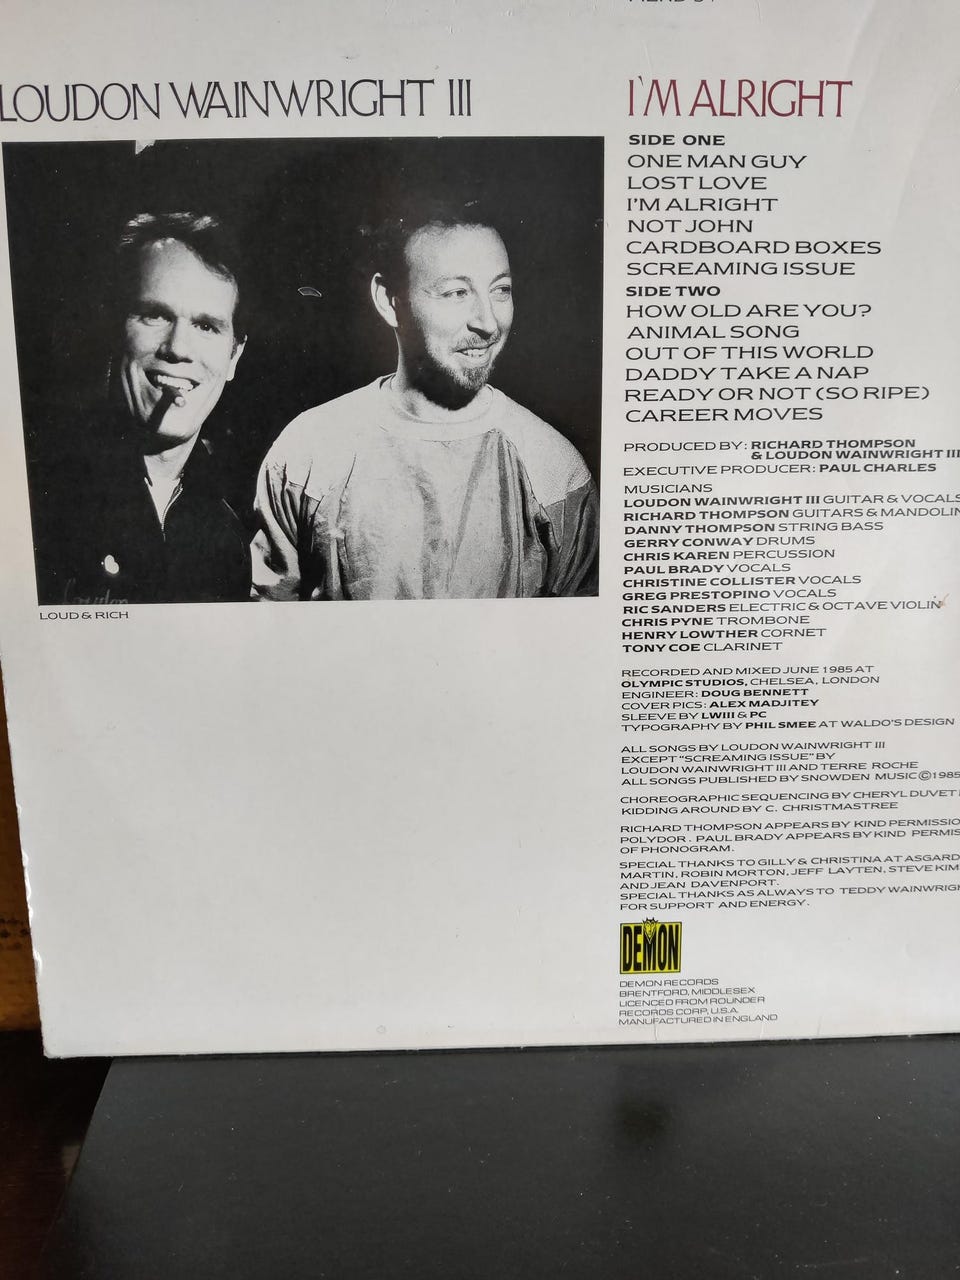 LOUDON WAINWRIGHT III
I'M ALRIGHT
SIDE ONE
ONE MAN GUY
LOST LOVE
I'M ALRIGHT
NOT JOHN
CARDBOARD BOXES
SCREAMING ISSUE
SIDE TWO
HOW OLD ARE YOU?
ANIMAL SONG
OUT OF THIS WORLD
DADDY TAKE A NAP
READY OR NOT (SO RIPE)
CAREER MOVES
PRODUCED BY: RICHARD THOMPSON
& LOUDON WAINWRIGHT III
EXECUTIVE PRODUCER: PAUL CHARLES
MUSICIANS
LOUDON WAINWRIGHT III GUITAR & VOCALS
RICHARD THOMPSON GUITARS & MANDOLIN
DANNY THOMPSON STRING BASS
GERRY CONWAY DRUMS
CHRIS KAREN PERCUSSION
PAUL BRADY VOCALS
CHRISTINE COLLISTER VOCALS
GREG PRESTOPINO VOCALS
RIC SANDERS ELECTRIC & OCTAVE VIOLIN
CHRIS PYNE TROMBONE
HENRY LOWTHER CORNET
TONY COE CLARINET
RECORDED AND MIXED JUNE 1985 AT
OLYMPIC STUDIOS, CHELSEA, LONDON
ENGINEER: DOUG BENNETT
COVER PICS: ALEX MADJITEY
SLEEVE BY LWIII & PC
TYPOGRAPHY BY PHIL SMEE AT WALDO'S DESIGN
ALL SONGS BY LOUDON WAINWRIGHT III
EXCEPT "SCREAMING ISSUE" BY
LOUDON WAINWRIGHT III AND TERRE ROCHE
ALL SONGS PUBLISHED BY SNOWDEN MUSIC © 1985
CHOREOGRAPHIC SEQUENCING BY CHERYL DUVET
KIDDING AROUND BY C. CHRISTMASTREE
RICHARD THOMPSON APPEARS BY KIND PERMISSIO
POLYDOR. PAUL BRADY APPEARS BY KIND PERMIS
OF PHONOGRAM.
SPECIAL THANKS TO GILLY & CHRISTINA AT ASGARD
MARTIN, ROBIN MORTON, JEFF LAYTEN, STEVE KIM
AND JEAN DAVENPORT.
SPECIAL THANKS AS ALWAYS TO TEDDY WAINWRIGH
FOR SUPPORT AND ENERGY.
DEMON
DEMON RECORDS
BRENTFORD, MIDDLESEX
LICENCED FROM ROUNDER
RECORDS CORP, U.S.A.
MANUFACTURED IN ENGLAND
Loudon
LOUD & RICH